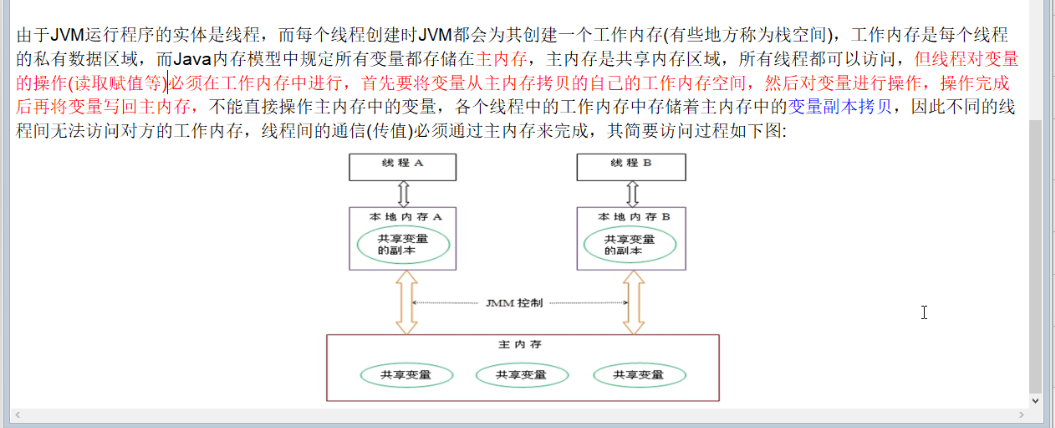 由于JVM运行程序的实体是线程，而每个线程创建时JVM都会为其创建一个工作内存(有些地方称为栈空间)，工作内存是每个线程
的私有数据区域，而Java内存模型中规定所有变量都存储在主内存，主内存是共享内存区域，所有线程都可以访问，但线程对变量
的操作(读取赋值等)必须在工作内存中进行，首先要将变量从主内存拷贝的自己的工作内存空间，然后对变量进行操作，操作完成
后再将变量写回主内存，不能直接操作主内存中的变量，各个线程中的工作内存中存储着主内存中的变量副本拷贝，因此不同的线
程间无法访问对方的工作内存，线程间的通信(传值)必须通过主内存来完成，其简要访问过程如下图:
线程 A
线程 B
本地内存 A
本地内存 B
共享变量
的副本
共享变量
的副本
JMM 控制
主内存
共享变量
共享变量
共享变量